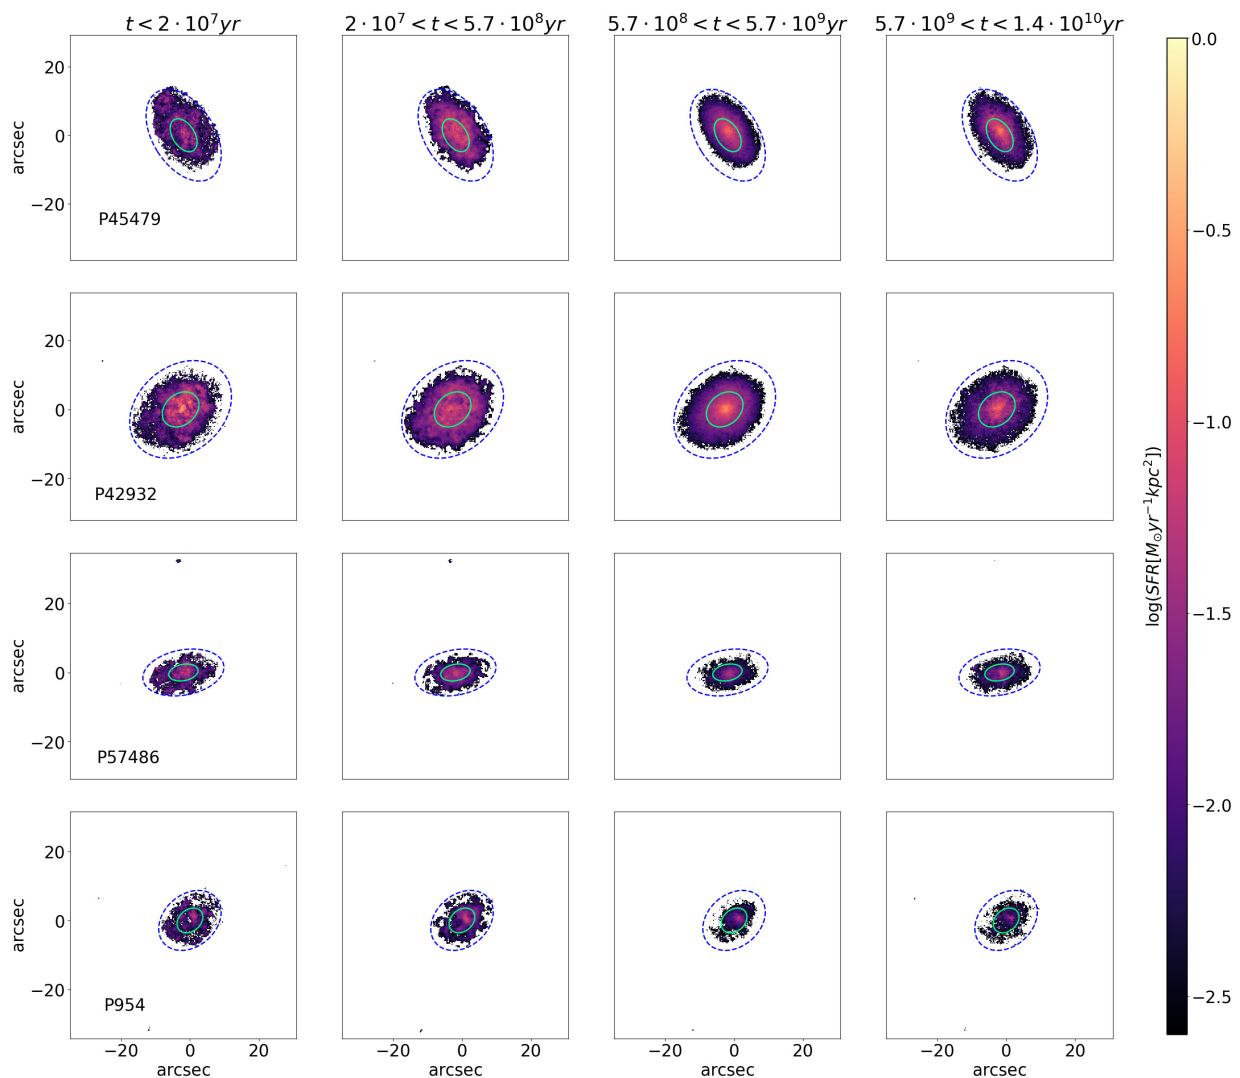 t < 2 · 10⁷yr
2 · 10⁷ < t < 5.7 · 10⁸yr
5.7 · 10⁸ < t < 5.7 · 10⁹yr
5.7 · 10⁹ < t < 1.4 · 10¹⁰yr
arcsec
20
0
−20
P45479
arcsec
20
0
−20
P42932
arcsec
20
0
−20
P57486
arcsec
20
0
−20
P954
−20 0 20
−20 0 20
−20 0 20
−20 0 20
arcsec
arcsec
arcsec
arcsec
log(SFR[M⊙yr⁻¹kpc²])
0.0
−0.5
−1.0
−1.5
−2.0
−2.5